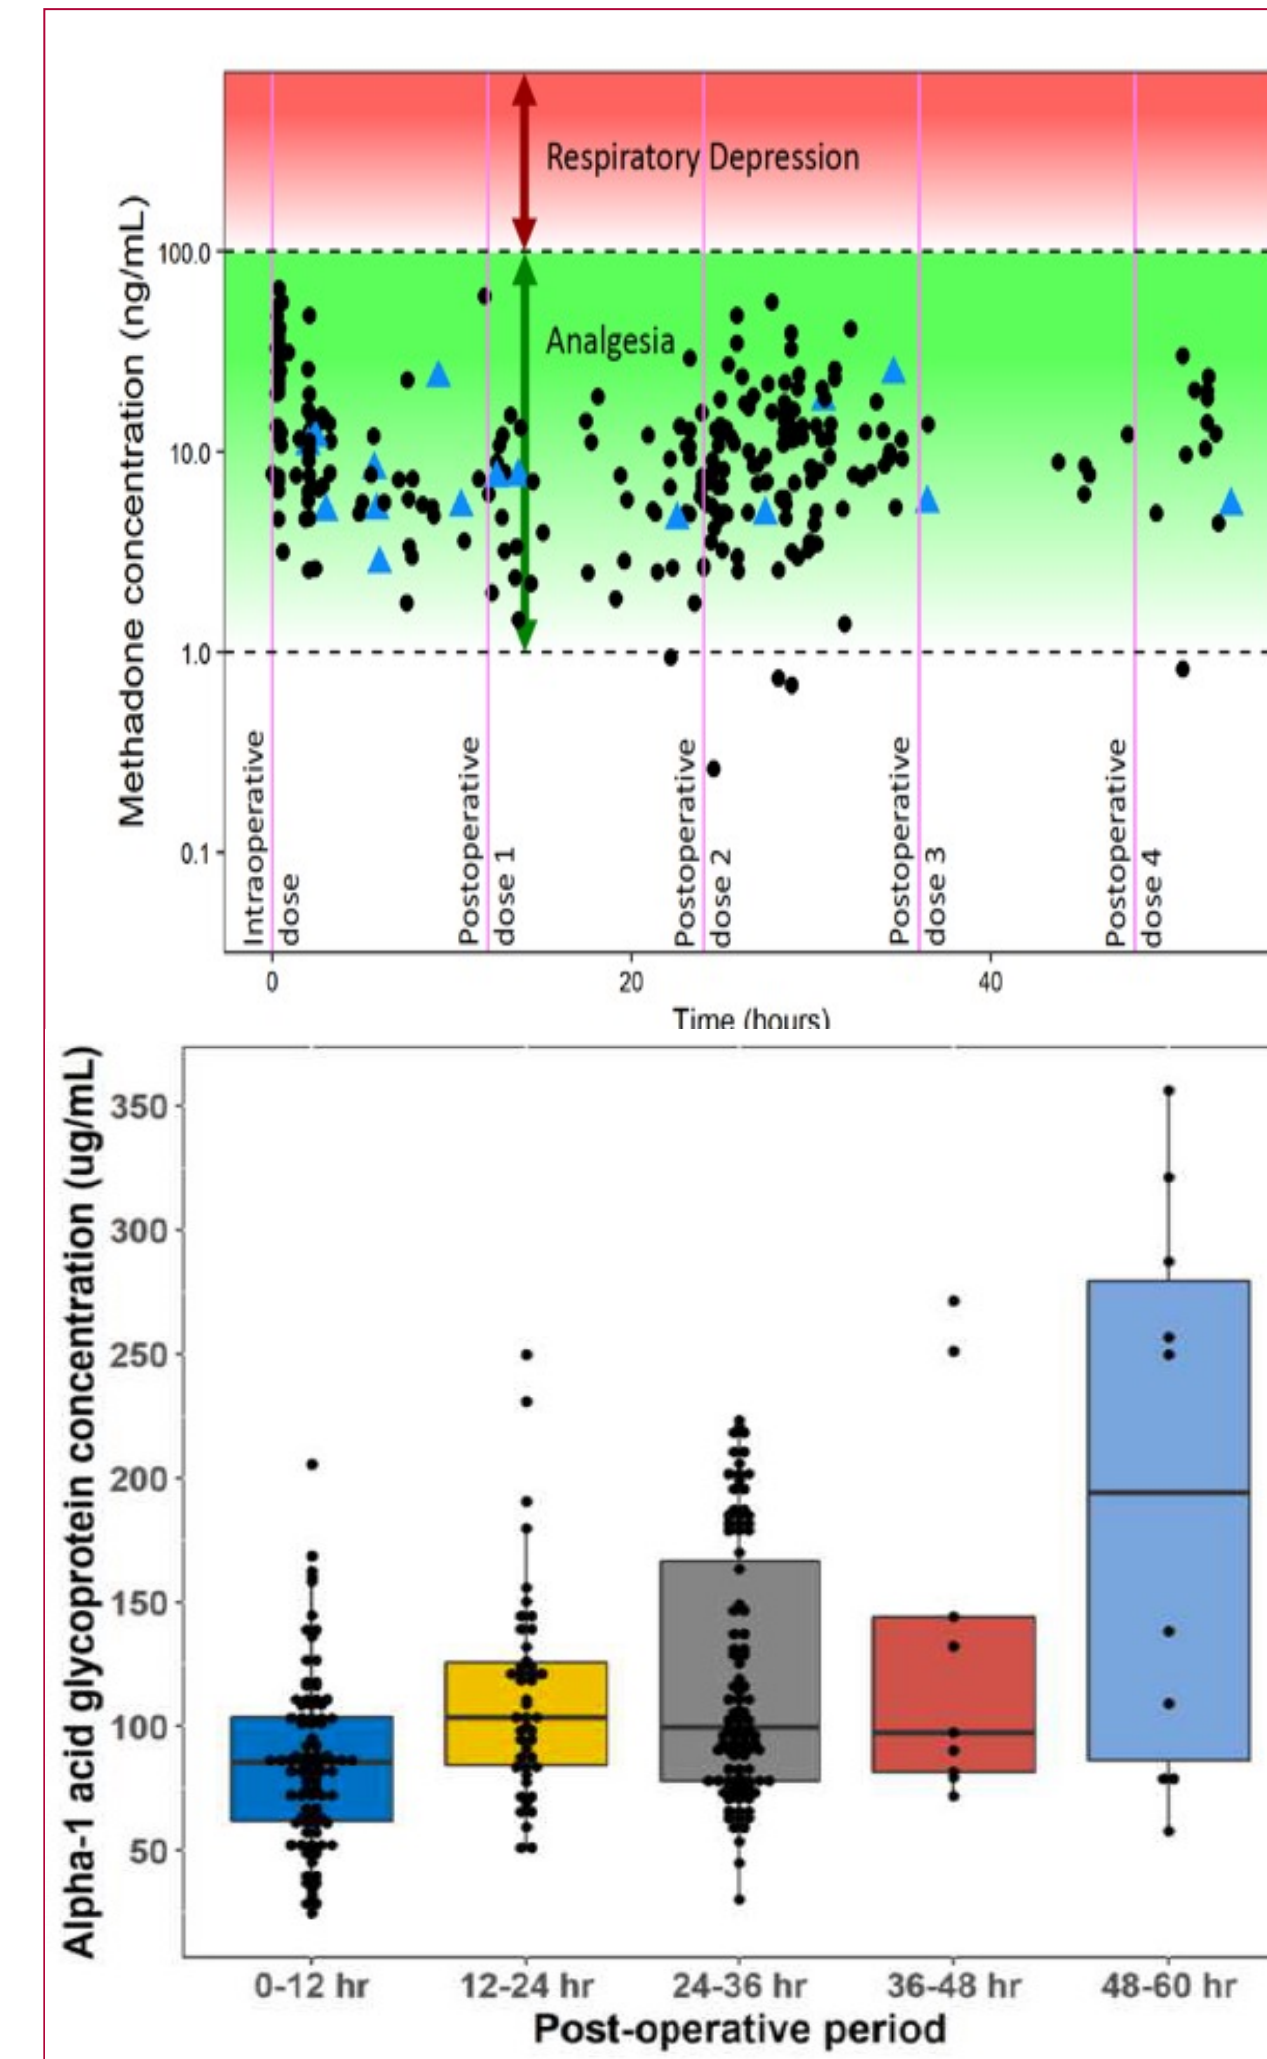 Respiratory Depression
Analgesia
Methadone concentration (ng/mL)
100.0
10.0
1.0
0.1
Intraoperative
dose
Postoperative
dose 1
Postoperative
dose 2
Postoperative
dose 3
Postoperative
dose 4
0
20
40
Time (hours)
Alpha-1 acid glycoprotein concentration (ug/mL)
350
300
250
200
150
100
50
0-12 hr
12-24 hr
24-36 hr
36-48 hr
48-60 hr
Post-operative period